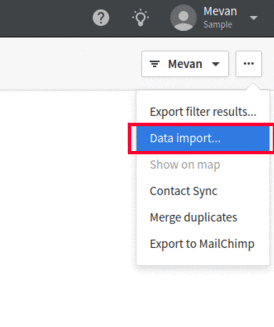 Mevan
Sample
Mevan
Export filter results...
Data import...
Show on map
Contact Sync
Merge duplicates
Export to MailChimp